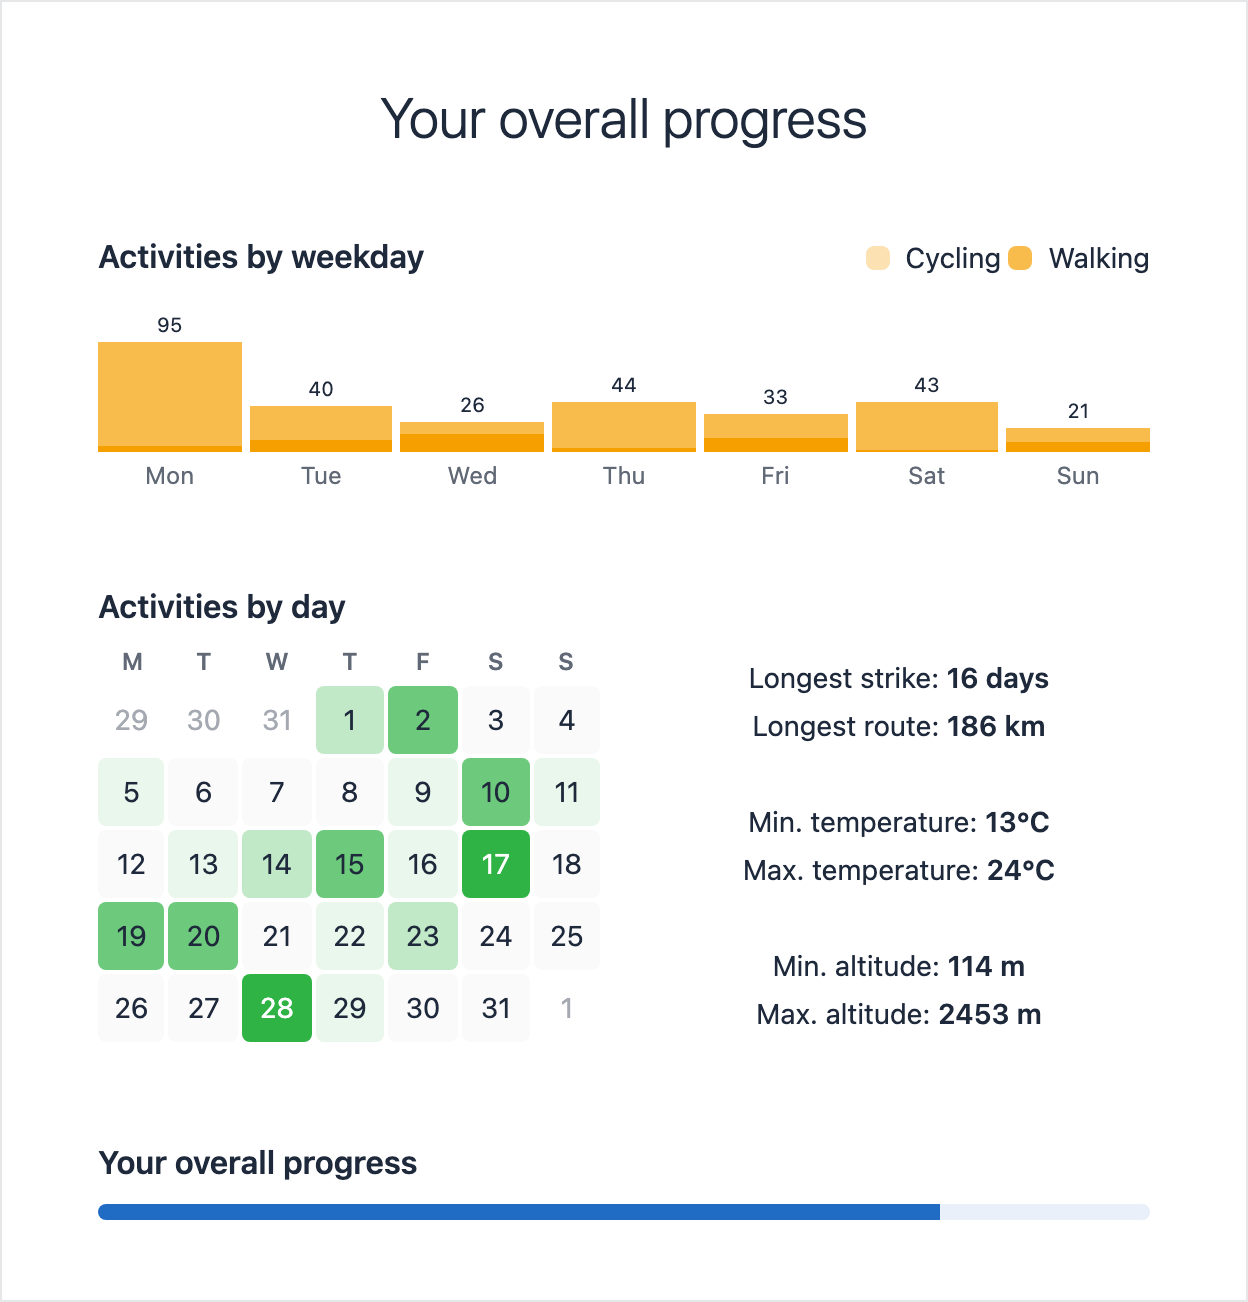 Your overall progress
Activities by weekday
Cycling Walking
95
40
26
44
33
43
21
Mon Tue Wed Thu Fri Sat Sun
Activities by day
M T W T F S S
29 30 31 1 2 3 4
5 6 7 8 9 10 11
12 13 14 15 16 17 18
19 20 21 22 23 24 25
26 27 28 29 30 31 1
Longest strike: 16 days
Longest route: 186 km
Min. temperature: 13°C
Max. temperature: 24°C
Min. altitude: 114 m
Max. altitude: 2453 m
Your overall progress